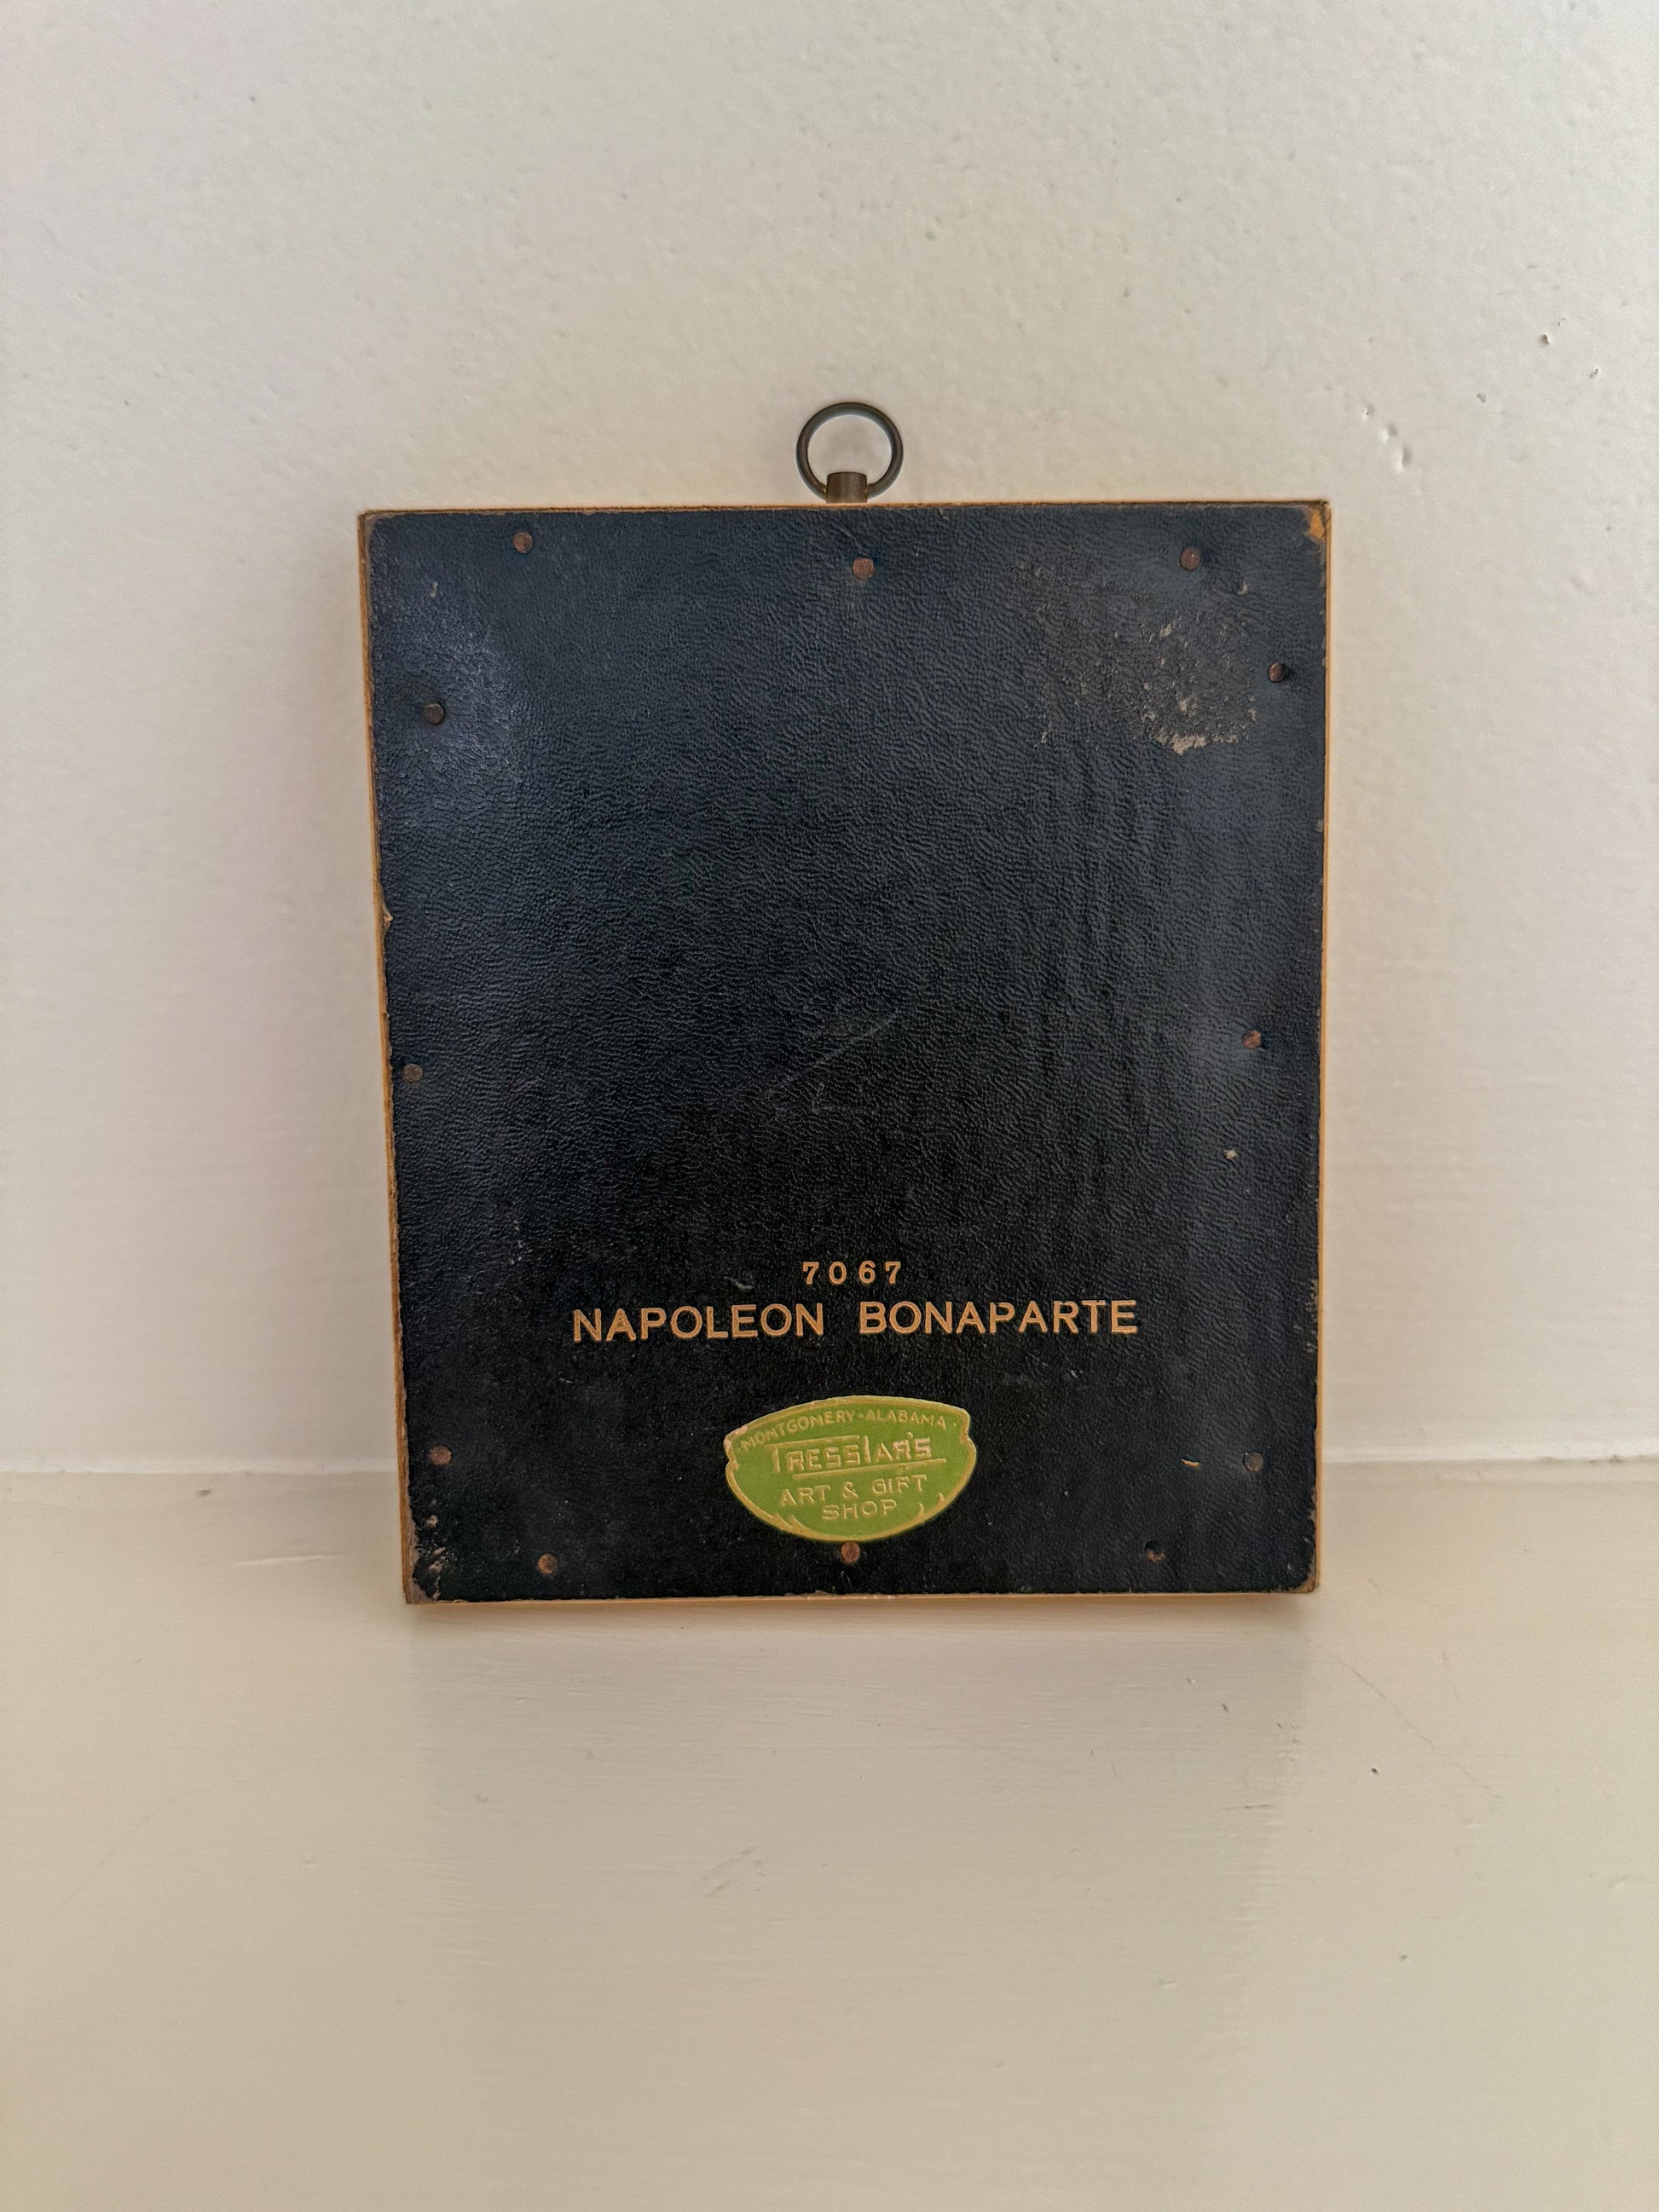 7067
NAPOLEON BONAPARTE
MONTGOMERY · ALABAMA ·
TRESSLAR'S
ART & GIFT
SHOP